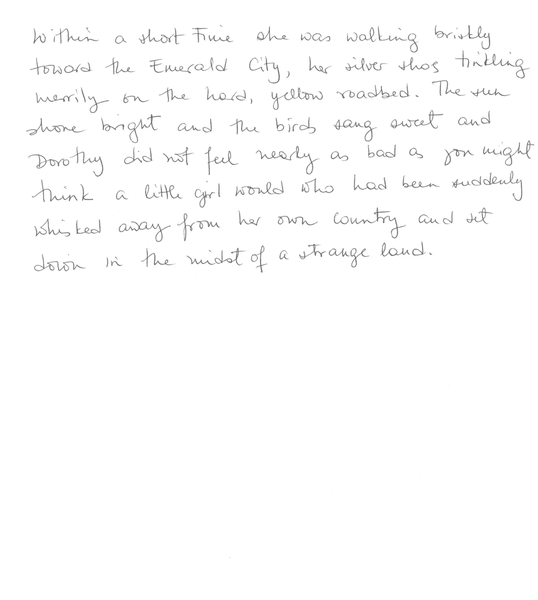 Within a short time she was walking briskly
toward the Emerald City, her silver shos tinkling
merrily on the hard, yellow roadbed. The sun
shone bright and the birds sang sweet and
Dorothy did not feel nearly as bad as you might
think a little girl would who had been suddenly
whisked away from her own country and set
down in the midst of a strange land.